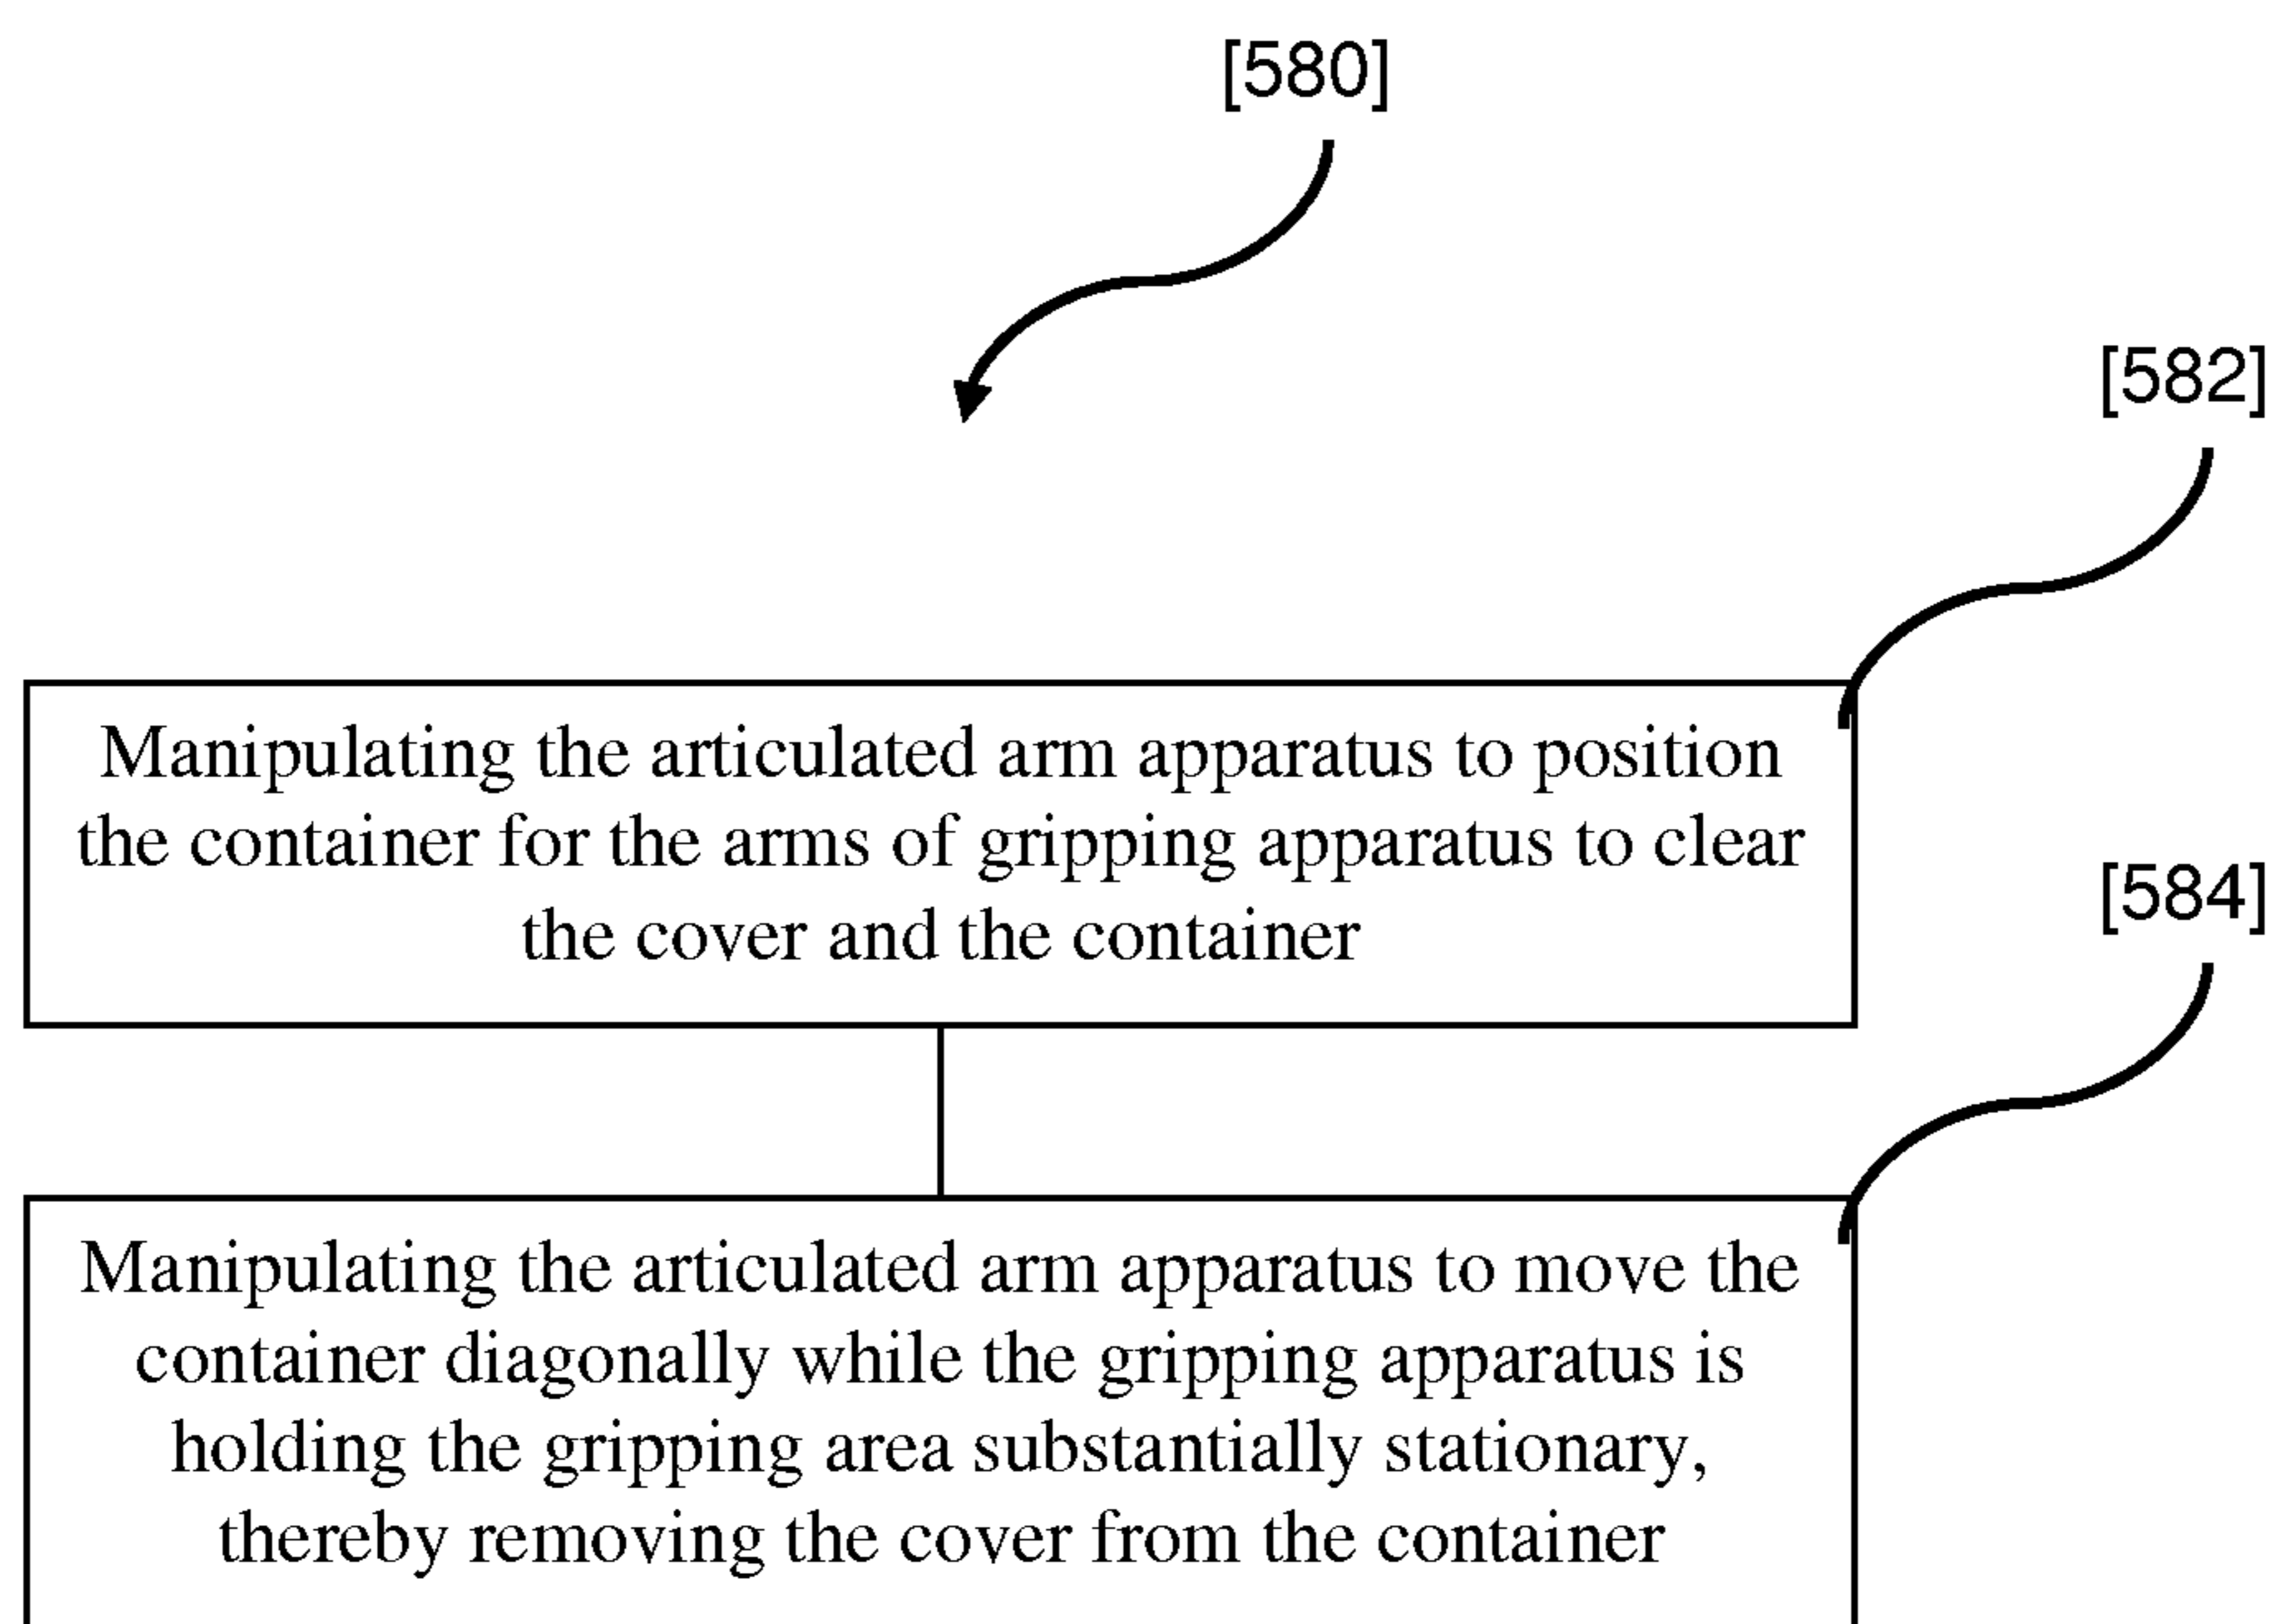 [580]
[582]
Manipulating the articulated arm apparatus to position
the container for the arms of gripping apparatus to clear
the cover and the container
[584]
Manipulating the articulated arm apparatus to move the
container diagonally while the gripping apparatus is
holding the gripping area substantially stationary,
thereby removing the cover from the container